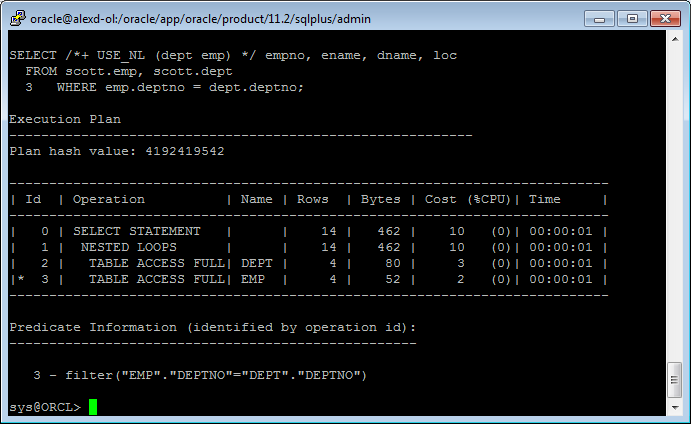 oracle@alexd-ol:/oracle/app/oracle/product/11.2/sqlplus/admin
SELECT /*+ USE_NL (dept emp) */ empno, ename, dname, loc
  FROM scott.emp, scott.dept
  3   WHERE emp.deptno = dept.deptno;
Execution Plan
----------------------------------------------------------
Plan hash value: 4192419542
---------------------------------------------------------------------------
| Id  | Operation          | Name | Rows  | Bytes | Cost (%CPU)| Time     |
---------------------------------------------------------------------------
|   0 | SELECT STATEMENT   |      |    14 |   462 |    10   (0)| 00:00:01 |
|   1 |  NESTED LOOPS      |      |    14 |   462 |    10   (0)| 00:00:01 |
|   2 |   TABLE ACCESS FULL| DEPT |     4 |    80 |     3   (0)| 00:00:01 |
|*  3 |   TABLE ACCESS FULL| EMP  |     4 |    52 |     2   (0)| 00:00:01 |
---------------------------------------------------------------------------
Predicate Information (identified by operation id):
---------------------------------------------------
   3 - filter("EMP"."DEPTNO"="DEPT"."DEPTNO")
sys@ORCL>